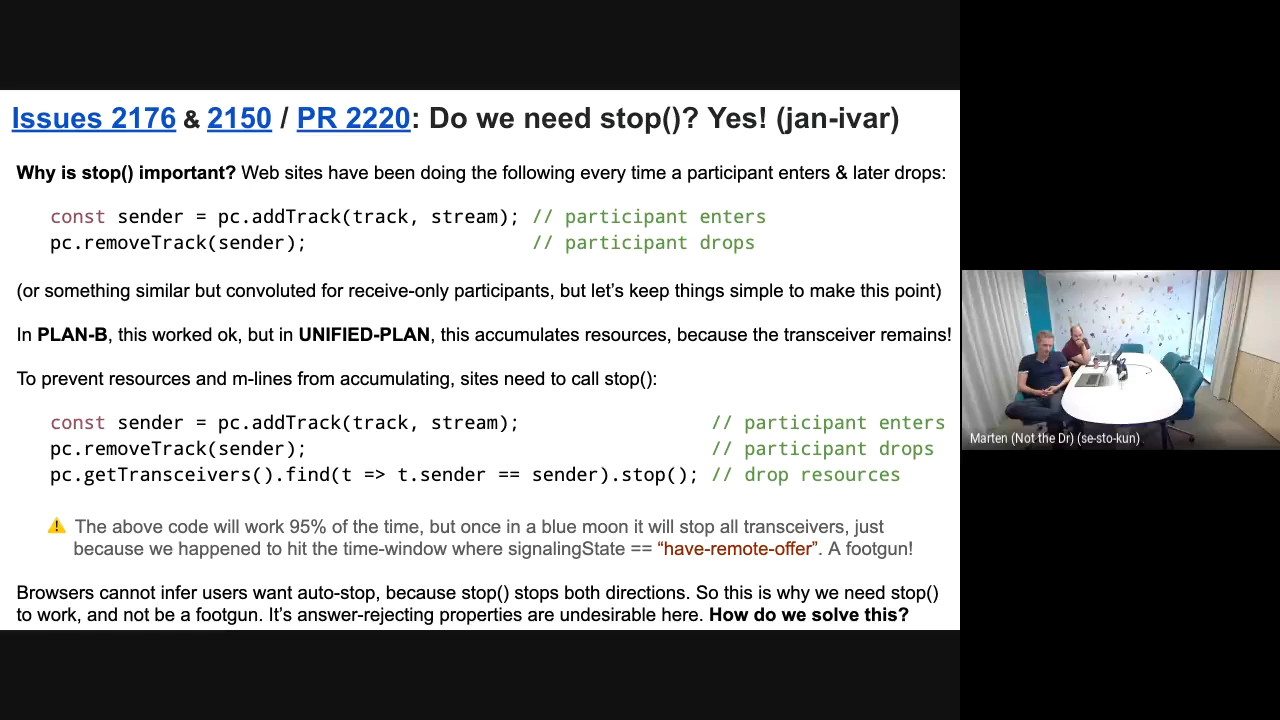 Issues 2176 & 2150 / PR 2220: Do we need stop()? Yes! (jan-ivar)
Why is stop() important? Web sites have been doing the following every time a participant enters & later drops:
const sender = pc.addTrack(track, stream); // participant enters
pc.removeTrack(sender); // participant drops
(or something similar but convoluted for receive-only participants, but let's keep things simple to make this point)
In PLAN-B, this worked ok, but in UNIFIED-PLAN, this accumulates resources, because the transceiver remains!
To prevent resources and m-lines from accumulating, sites need to call stop():
const sender = pc.addTrack(track, stream); // participant enters
pc.removeTrack(sender); // participant drops
pc.getTransceivers().find(t => t.sender == sender).stop(); // drop resources
⚠ The above code will work 95% of the time, but once in a blue moon it will stop all transceivers, just
because we happened to hit the time-window where signalingState == “have-remote-offer”. A footgun!
Browsers cannot infer users want auto-stop, because stop() stops both directions. So this is why we need stop()
to work, and not be a footgun. It’s answer-rejecting properties are undesirable here. How do we solve this?
Marten (Not the Dr) (se-sto-kun)